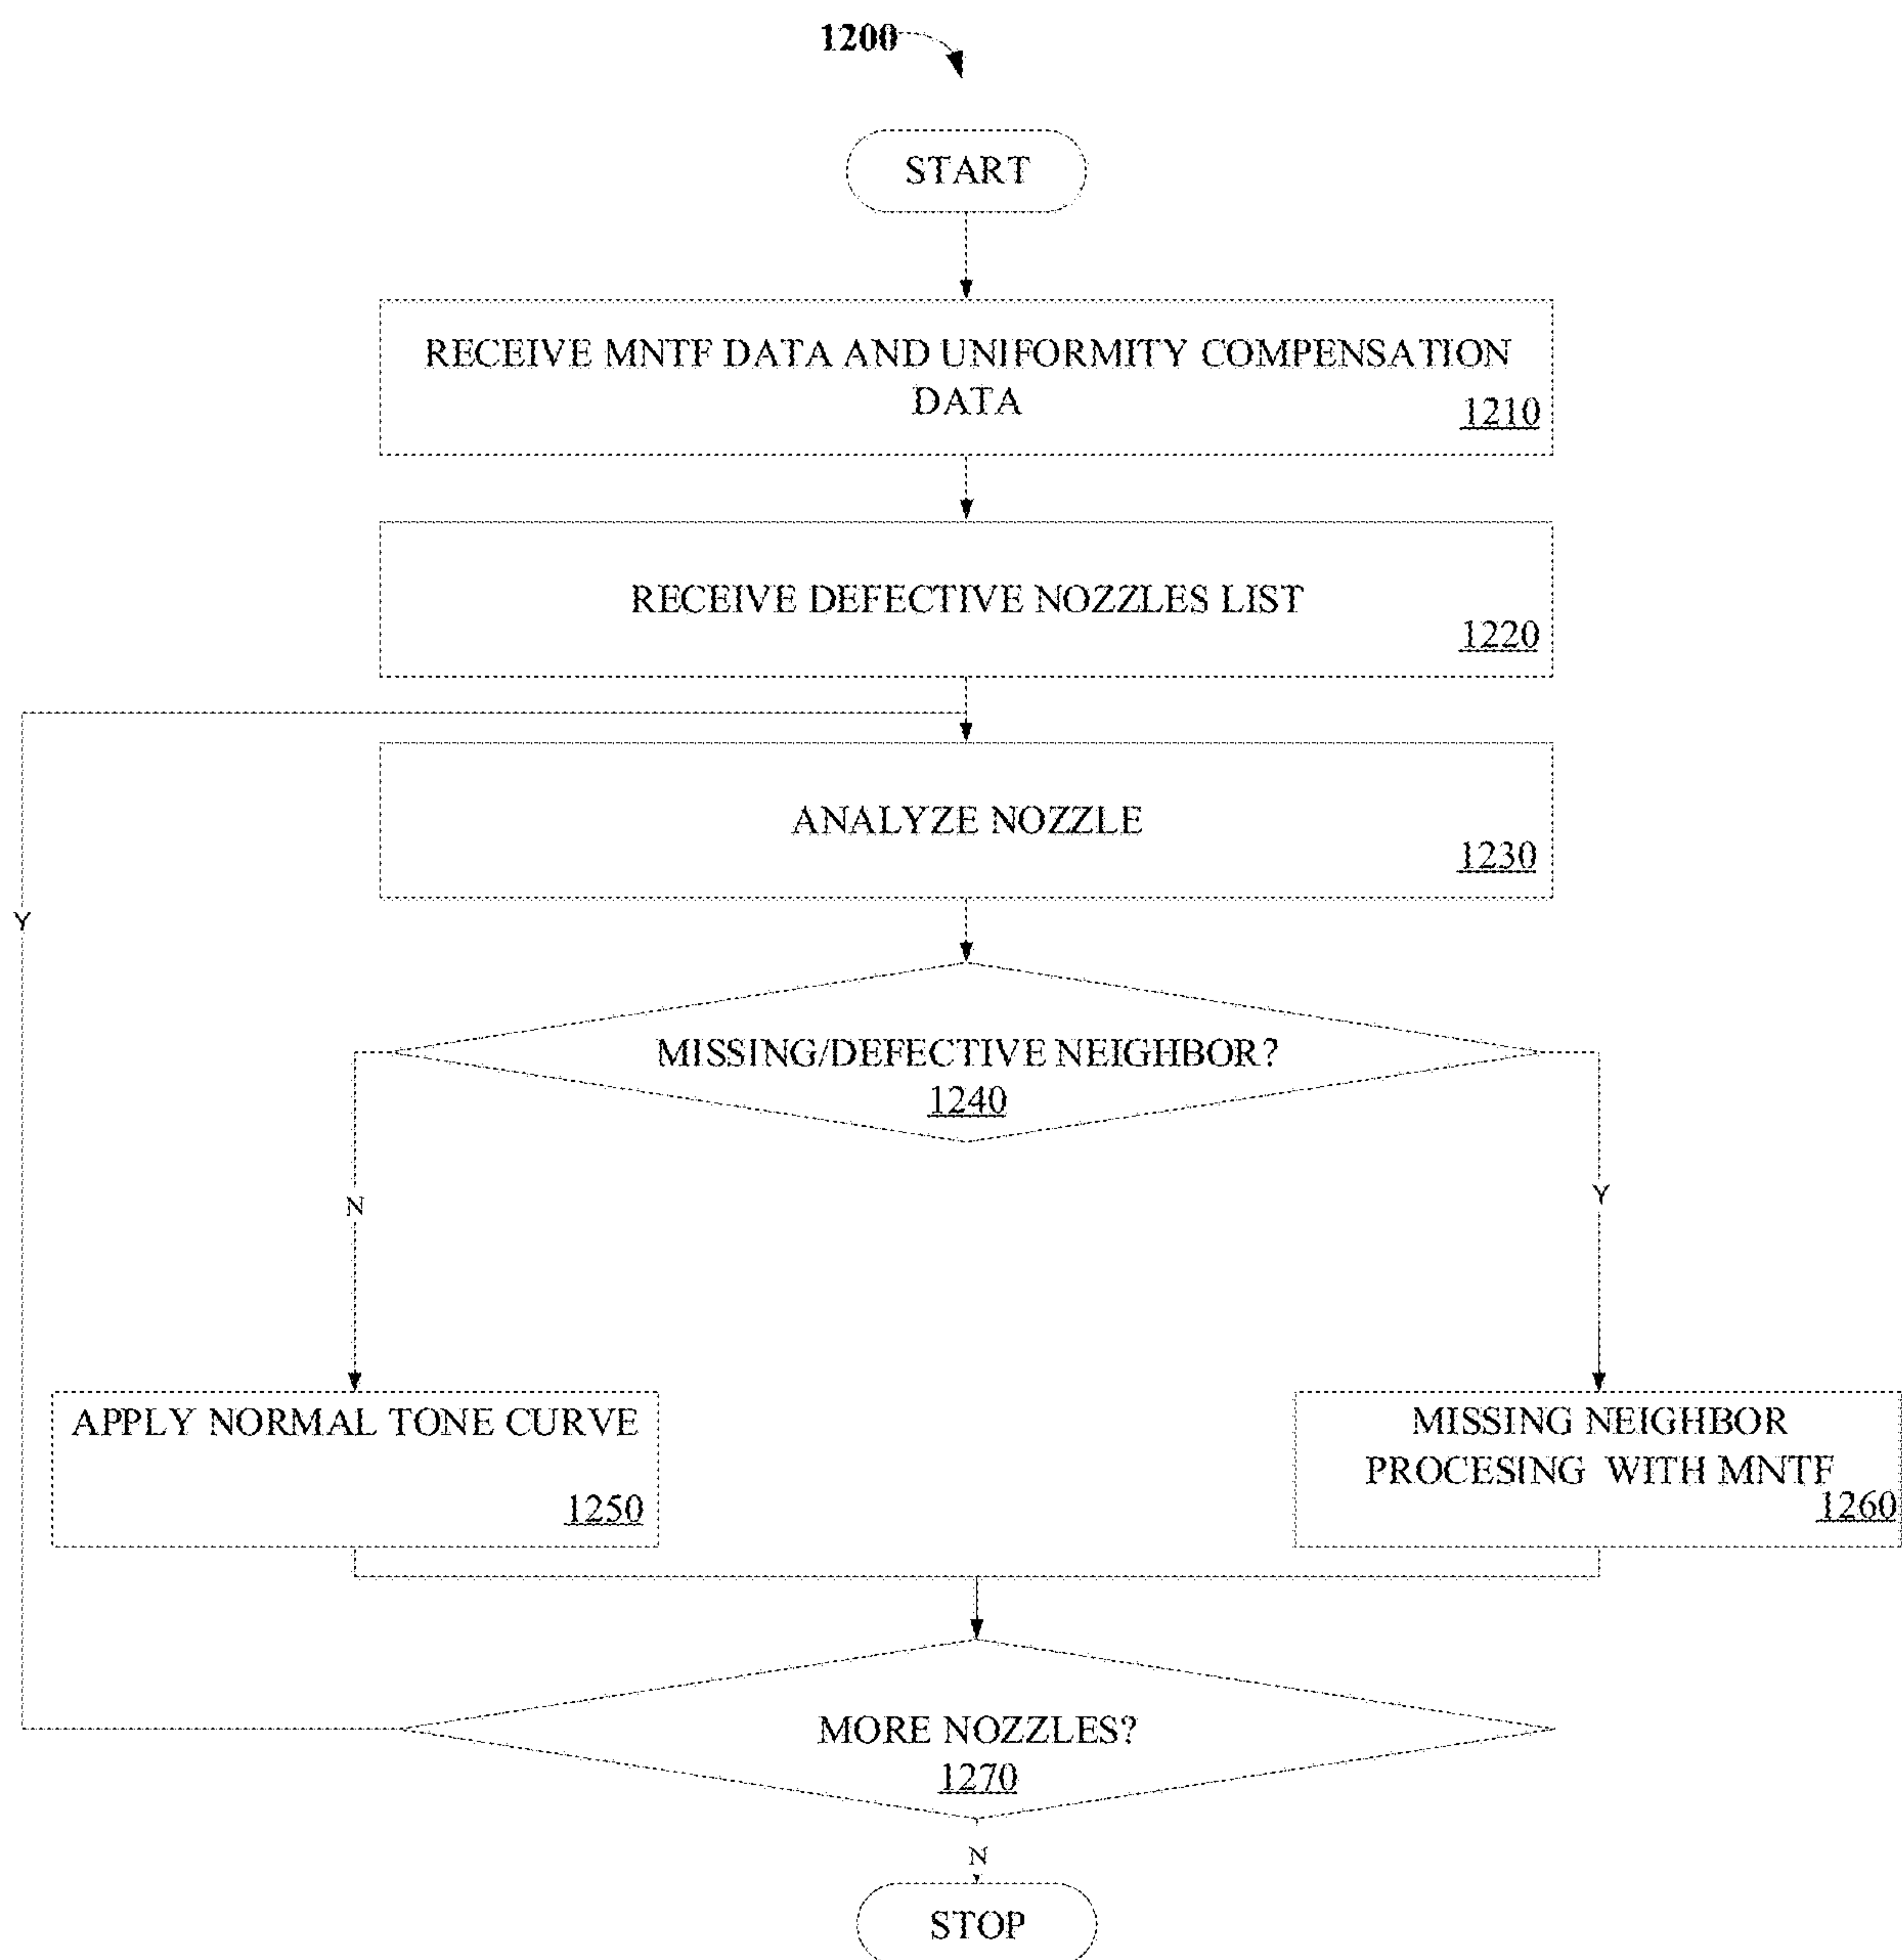 1200
START
RECEIVE MNTF DATA AND UNIFORMITY COMPENSATION
DATA
1210
RECEIVE DEFECTIVE NOZZLES LIST
1220
ANALYZE NOZZLE
1230
Y
MISSING/DEFECTIVE NEIGHBOR?
1240
N
Y
APPLY NORMAL TONE CURVE
1250
MISSING NEIGHBOR
PROCESING WITH MNTF
1260
MORE NOZZLES?
1270
N
STOP